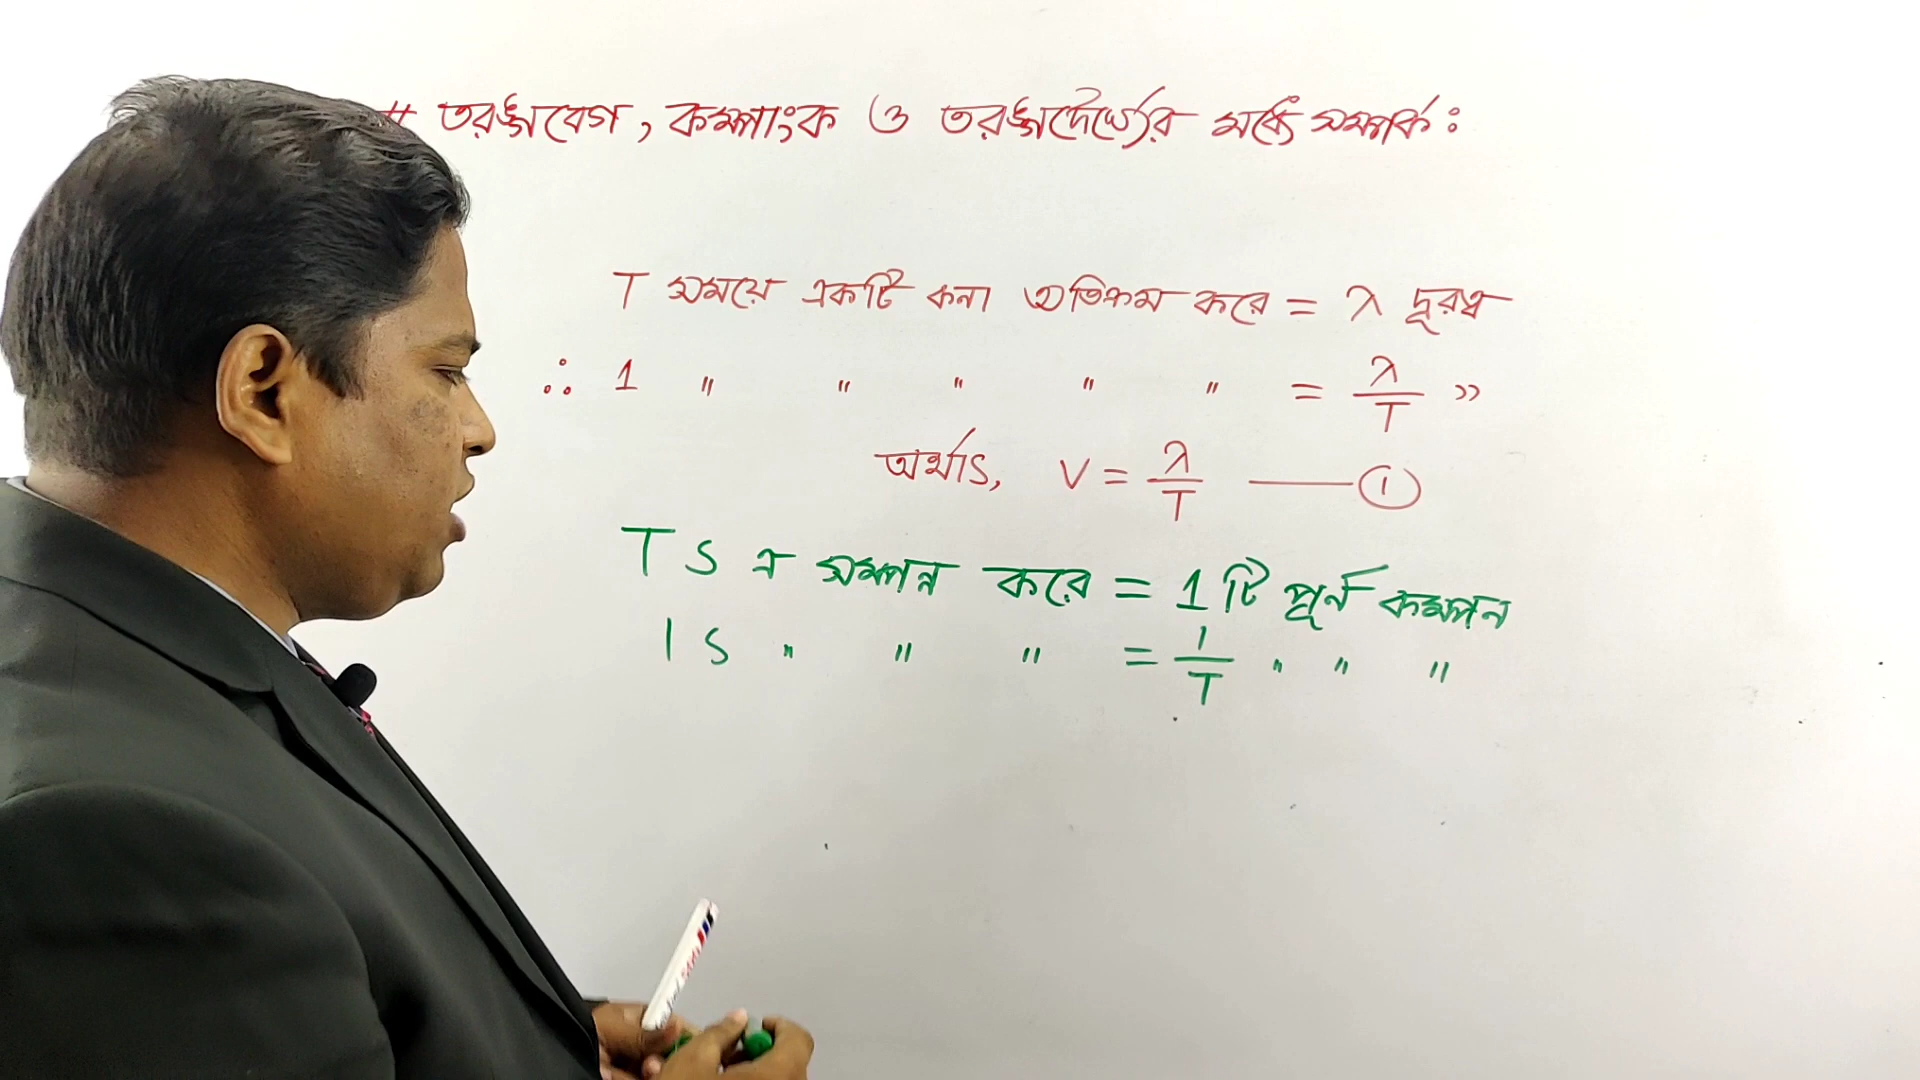 # তরঙ্গবেগ, কম্পাংক ও তরঙ্গদৈর্ঘ্যের মধ্যে সম্পর্ক :
T সময়ে একটি কনা অতিক্রম করে = λ দূরত্ব
∴ 1 " " " " " = λ/T "
অর্থাৎ, V = λ/T —— ①
T S এ সম্পন্ন করে = 1 টি পূর্ন কম্পন
1 S " " " = 1/T " " "